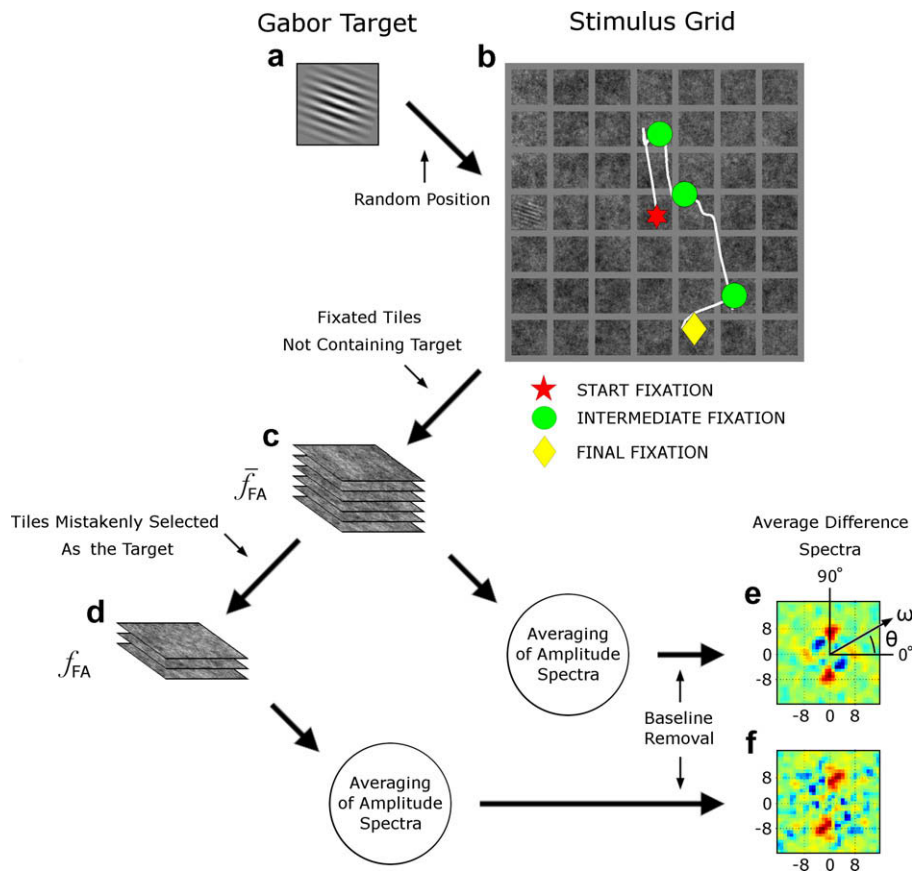 Gabor Target
Stimulus Grid
a
b
Random Position
Fixated Tiles
Not Containing Target
START FIXATION
INTERMEDIATE FIXATION
FINAL FIXATION
c
f̄FA
Tiles Mistakenly Selected
As the Target
d
fFA
Averaging
of Amplitude
Spectra
Averaging
of Amplitude
Spectra
Baseline
Removal
Average Difference
Spectra
90°
e
ω
θ
0°
8
0
-8
-8 0 8
f
8
0
-8
-8 0 8